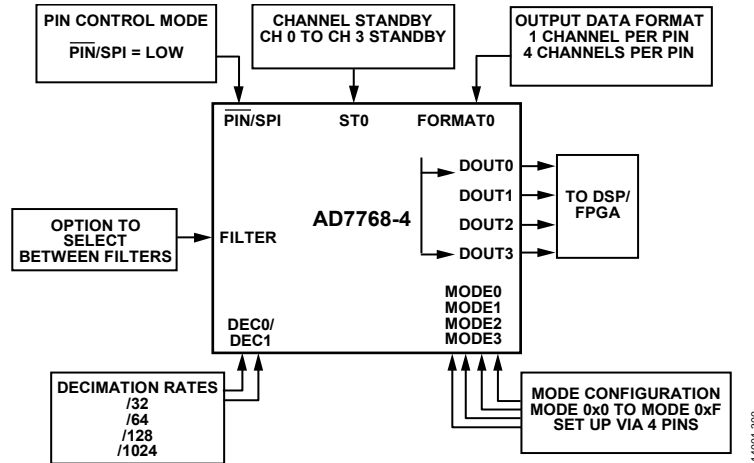 PIN CONTROL MODE
PIN/SPI = LOW
CHANNEL STANDBY
CH 0 TO CH 3 STANDBY
OUTPUT DATA FORMAT
1 CHANNEL PER PIN
4 CHANNELS PER PIN
PIN/SPI
ST0
FORMAT0
OPTION TO
SELECT
BETWEEN FILTERS
FILTER
AD7768-4
DOUT0
DOUT1
DOUT2
DOUT3
TO DSP/
FPGA
DEC0/
DEC1
MODE0
MODE1
MODE2
MODE3
DECIMATION RATES
/32
/64
/128
/1024
MODE CONFIGURATION
MODE 0x0 TO MODE 0xF
SET UP VIA 4 PINS